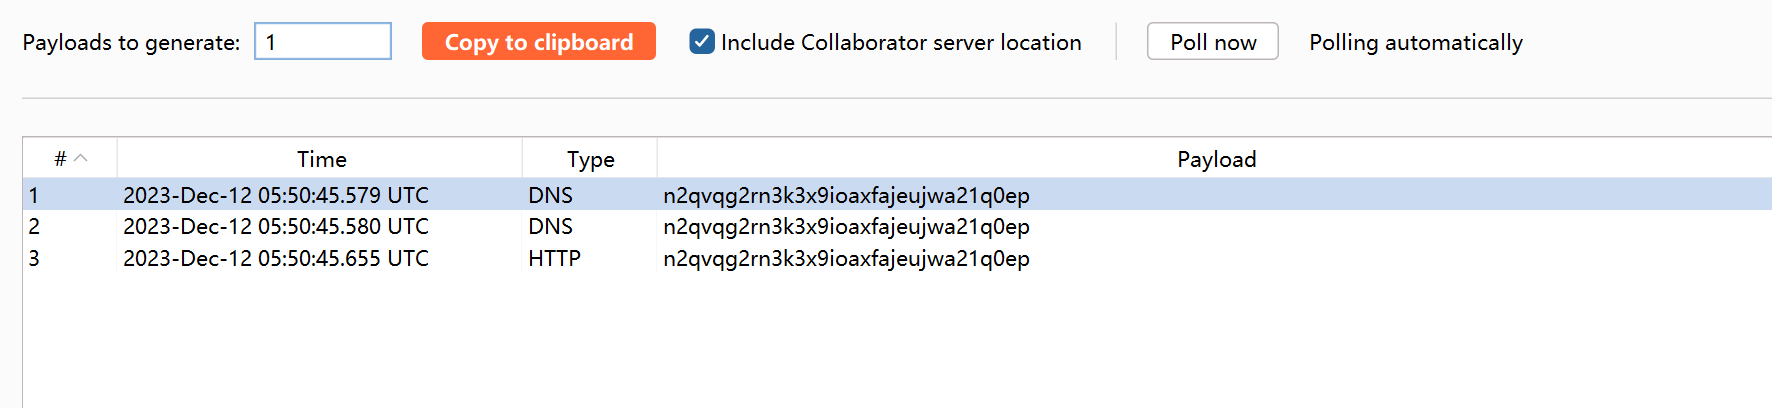 Payloads to generate: 1 Copy to clipboard Include Collaborator server location Poll now Polling automatically
# Time Type Payload
1 2023-Dec-12 05:50:45.579 UTC DNS n2qvqg2rn3k3x9ioaxfajeujwa21q0ep
2 2023-Dec-12 05:50:45.580 UTC DNS n2qvqg2rn3k3x9ioaxfajeujwa21q0ep
3 2023-Dec-12 05:50:45.655 UTC HTTP n2qvqg2rn3k3x9ioaxfajeujwa21q0ep